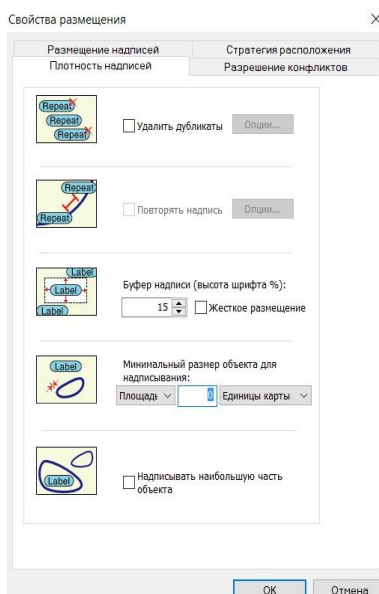 Свойства размещения
Размещение надписей
Стратегия расположения
Плотность надписей
Разрешение конфликтов
Repeat
Repeat
Repeat
Удалить дубликаты
Опции...
Repeat
Repeat
Повторять надпись
Опции...
Label
Label
Label
Буфер надписи (высота шрифта %):
15
Жесткое размещение
Label
Минимальный размер объекта для
надписывания:
Площадь
0
Единицы карты
Label
Надписывать наибольшую часть
объекта
OK
Отмена